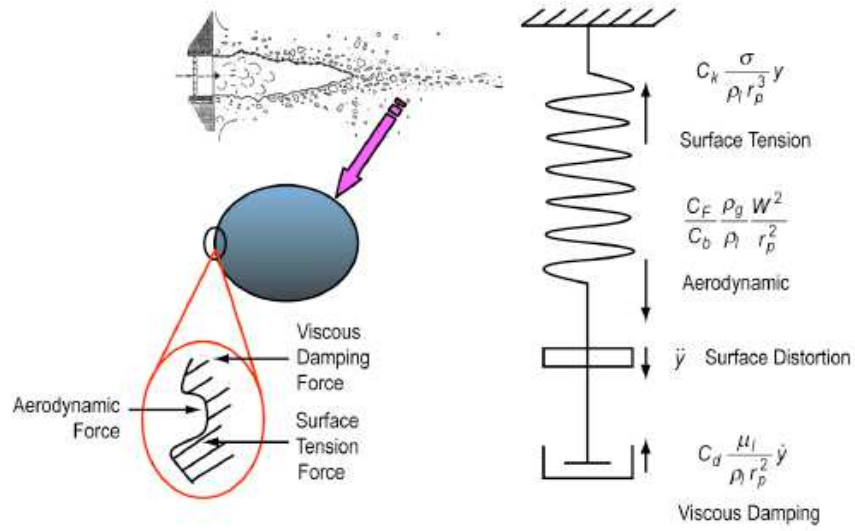 Viscous
Damping
Force
Aerodynamic
Force
Surface
Tension
Force
C_k σ / ρ_l r_p^3 y
Surface Tension
C_F / C_b ρ_g / ρ_l W^2 / r_p^2
Aerodynamic
ÿ Surface Distortion
C_d μ_l / ρ_l r_p^2 ẏ
Viscous Damping